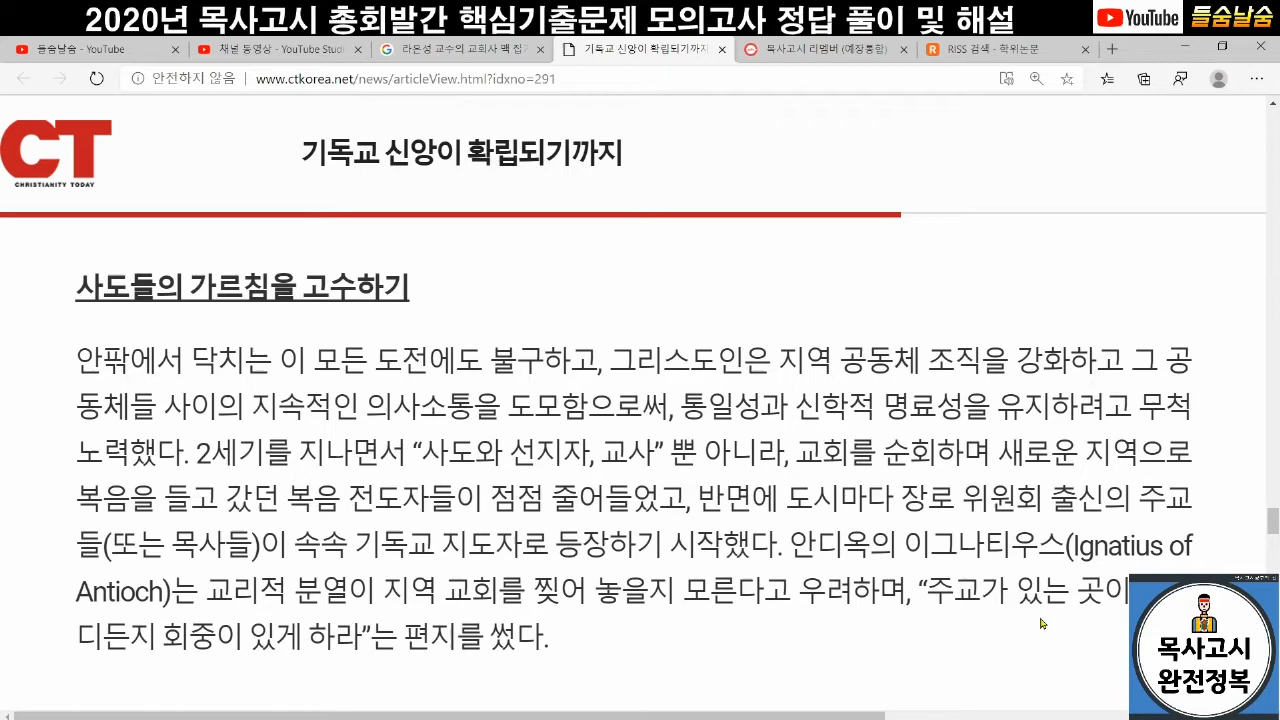 2020년 목사고시 총회발간 핵심기출문제 모의고사 정답 풀이 및 해설
YouTube 들숨날숨
들숨날숨 - YouTube
채널 동영상 - YouTube Stud
라은성 교수의 교회사 맥 집
기독교 신앙이 확립되기까지
목사고시 리멤버 (예장통합)
RISS 검색 - 학위논문
안전하지 않음 | www.ctkorea.net/news/articleView.html?idxno=291
CT
CHRISTIANITY TODAY
기독교 신앙이 확립되기까지
사도들의 가르침을 고수하기
안팎에서 닥치는 이 모든 도전에도 불구하고, 그리스도인은 지역 공동체 조직을 강화하고 그 공
동체들 사이의 지속적인 의사소통을 도모함으로써, 통일성과 신학적 명료성을 유지하려고 무척
노력했다. 2세기를 지나면서 “사도와 선지자, 교사” 뿐 아니라, 교회를 순회하며 새로운 지역으로
복음을 들고 갔던 복음 전도자들이 점점 줄어들었고, 반면에 도시마다 장로 위원회 출신의 주교
들(또는 목사들)이 속속 기독교 지도자로 등장하기 시작했다. 안디옥의 이그나티우스(Ignatius of
Antioch)는 교리적 분열이 지역 교회를 찢어 놓을지 모른다고 우려하며, “주교가 있는 곳이
디든지 회중이 있게 하라”는 편지를 썼다.
목사고시
완전정복